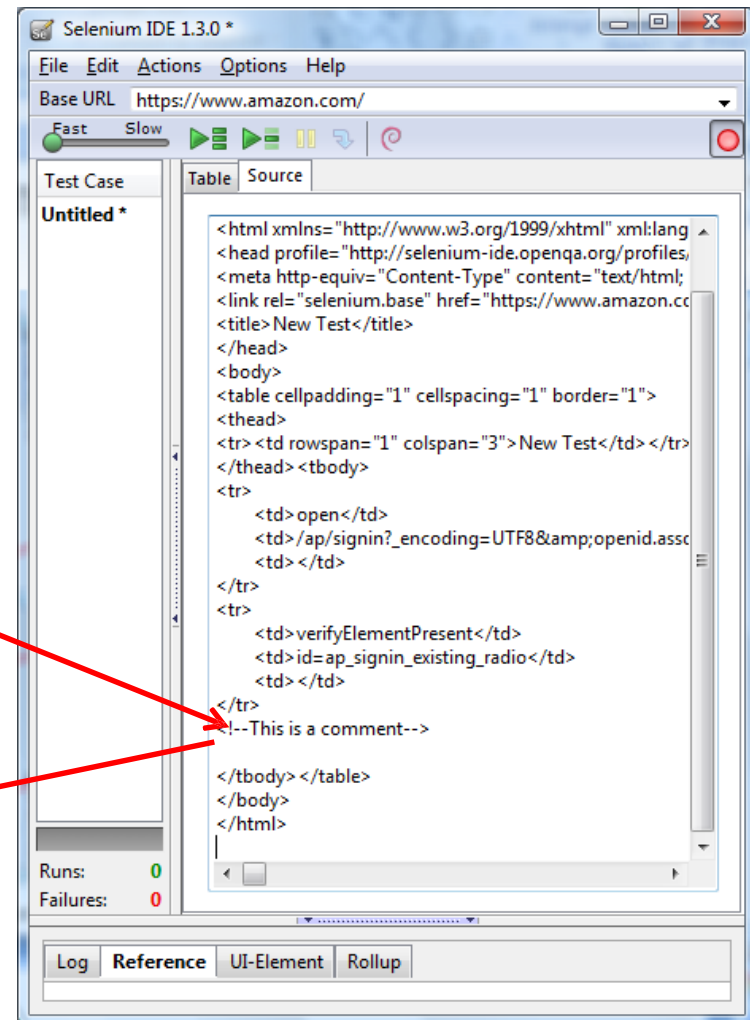 Selenium IDE 1.3.0 *
File Edit Actions Options Help
Base URL https://www.amazon.com/
Fast Slow
Test Case
Table Source
Untitled *
<html xmlns="http://www.w3.org/1999/xhtml" xml:lang
<head profile="http://selenium-ide.openqa.org/profiles/
<meta http-equiv="Content-Type" content="text/html;
<link rel="selenium.base" href="https://www.amazon.cc
<title>New Test</title>
</head>
<body>
<table cellpadding="1" cellspacing="1" border="1">
<thead>
<tr><td rowspan="1" colspan="3">New Test</td></tr>
</thead><tbody>
<tr>
<td>open</td>
<td>/ap/signin?_encoding=UTF8&amp;openid.assc
<td></td>
</tr>
<tr>
<td>verifyElementPresent</td>
<td>id=ap_signin_existing_radio</td>
<td></td>
</tr>
<!--This is a comment-->
</tbody></table>
</body>
</html>
Runs: 0
Failures: 0
Log Reference UI-Element Rollup